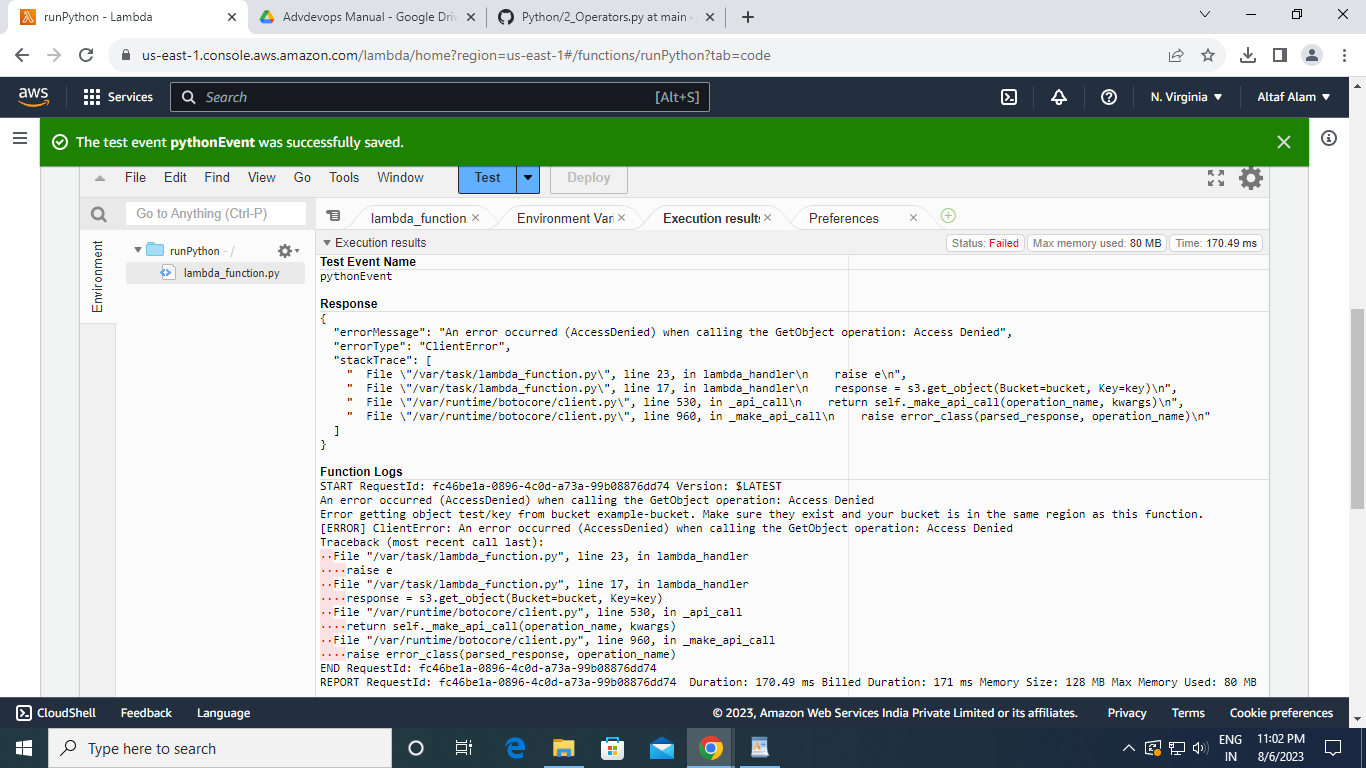 runPython - Lambda
Advdevops Manual - Google Driv
Python/2_Operators.py at main
us-east-1.console.aws.amazon.com/lambda/home?region=us-east-1#/functions/runPython?tab=code
aws
Services
Search
[Alt+S]
N. Virginia
Altaf Alam
The test event pythonEvent was successfully saved.
File Edit Find View Go Tools Window
Test
Deploy
Go to Anything (Ctrl-P)
lambda_function
Environment Vari
Execution results
Preferences
Environment
runPython - /
lambda_function.py
Execution results
Status: Failed
Max memory used: 80 MB
Time: 170.49 ms
Test Event Name
pythonEvent
Response
{
  "errorMessage": "An error occurred (AccessDenied) when calling the GetObject operation: Access Denied",
  "errorType": "ClientError",
  "stackTrace": [
    "  File \"/var/task/lambda_function.py\", line 23, in lambda_handler\n    raise e\n",
    "  File \"/var/task/lambda_function.py\", line 17, in lambda_handler\n    response = s3.get_object(Bucket=bucket, Key=key)\n",
    "  File \"/var/runtime/botocore/client.py\", line 530, in _api_call\n    return self._make_api_call(operation_name, kwargs)\n",
    "  File \"/var/runtime/botocore/client.py\", line 960, in _make_api_call\n    raise error_class(parsed_response, operation_name)\n"
  ]
}
Function Logs
START RequestId: fc46be1a-0896-4c0d-a73a-99b08876dd74 Version: $LATEST
An error occurred (AccessDenied) when calling the GetObject operation: Access Denied
Error getting object test/key from bucket example-bucket. Make sure they exist and your bucket is in the same region as this function.
[ERROR] ClientError: An error occurred (AccessDenied) when calling the GetObject operation: Access Denied
Traceback (most recent call last):
··File "/var/task/lambda_function.py", line 23, in lambda_handler
····raise e
··File "/var/task/lambda_function.py", line 17, in lambda_handler
····response = s3.get_object(Bucket=bucket, Key=key)
··File "/var/runtime/botocore/client.py", line 530, in _api_call
····return self._make_api_call(operation_name, kwargs)
··File "/var/runtime/botocore/client.py", line 960, in _make_api_call
····raise error_class(parsed_response, operation_name)
END RequestId: fc46be1a-0896-4c0d-a73a-99b08876dd74
REPORT RequestId: fc46be1a-0896-4c0d-a73a-99b08876dd74  Duration: 170.49 ms Billed Duration: 171 ms Memory Size: 128 MB Max Memory Used: 80 MB
CloudShell
Feedback
Language
© 2023, Amazon Web Services India Private Limited or its affiliates.
Privacy
Terms
Cookie preferences
Type here to search
ENG
IN
11:02 PM
8/6/2023